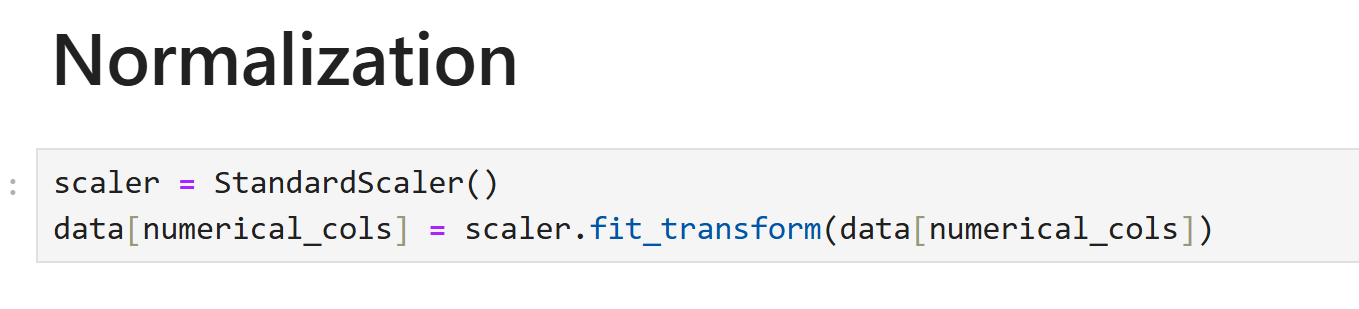 Normalization
:
scaler = StandardScaler()
data[numerical_cols] = scaler.fit_transform(data[numerical_cols])